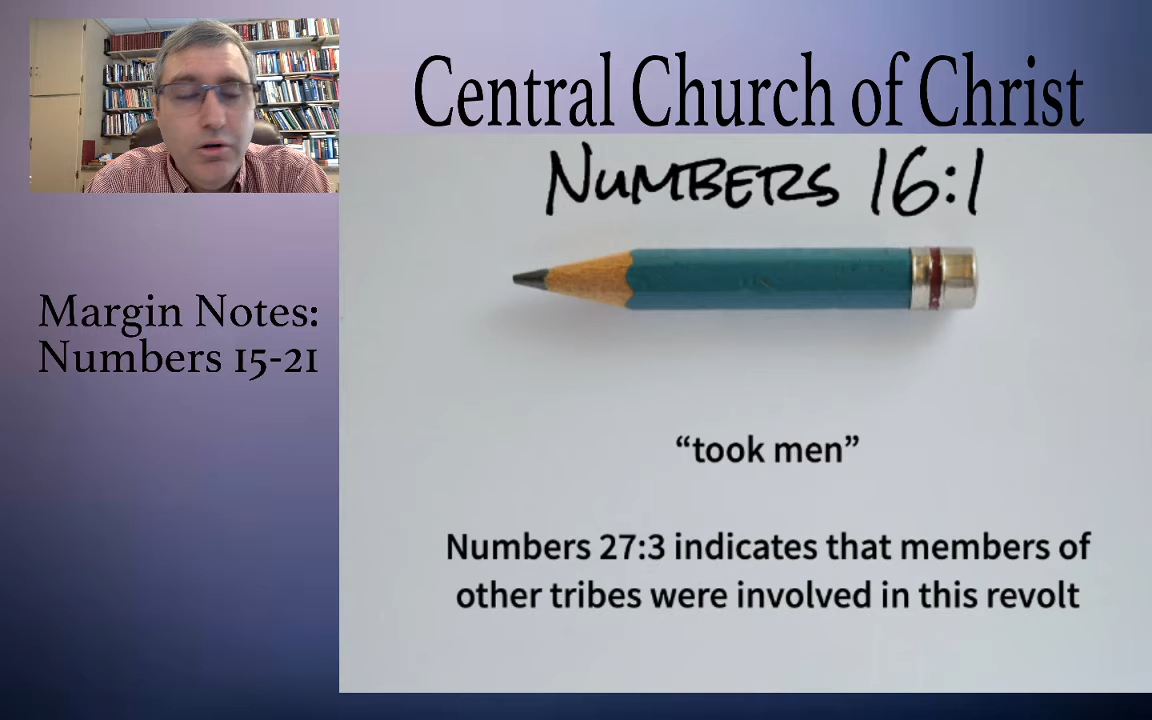 Central Church of Christ
Numbers 16:1
Margin Notes:
Numbers 15-21
“took men”
Numbers 27:3 indicates that members of
other tribes were involved in this revolt